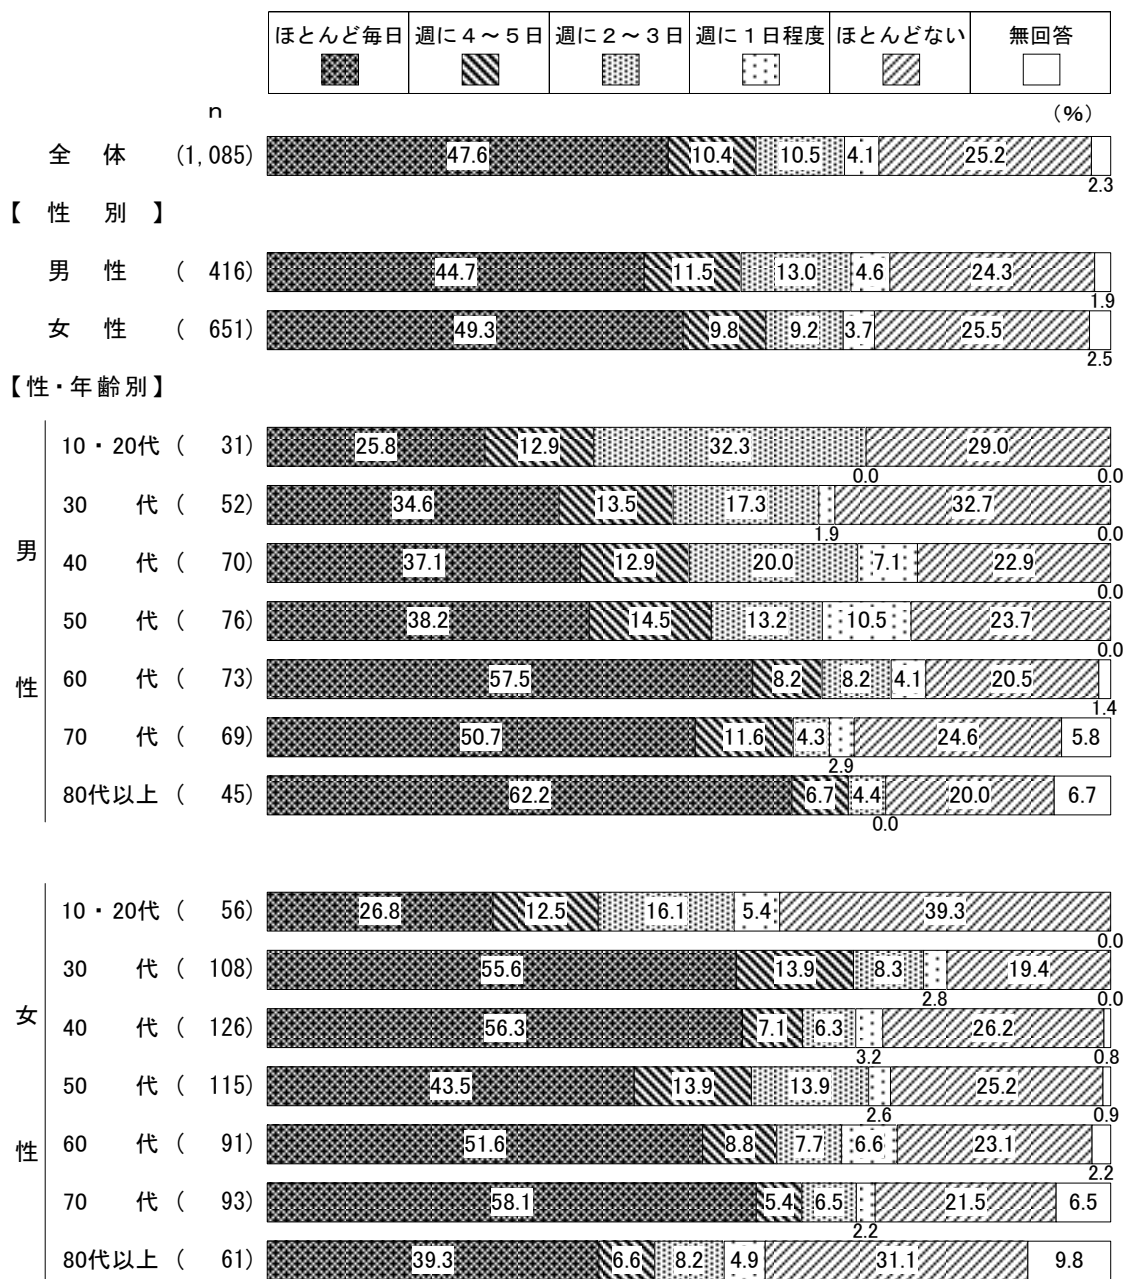 ほとんど毎日 週に４～５日 週に２～３日 週に１日程度 ほとんどない 無回答
ｎ (％)
全 体 (1,085) 47.6 10.4 10.5 4.1 25.2 2.3
【 性 別 】
男 性 ( 416) 44.7 11.5 13.0 4.6 24.3 1.9
女 性 ( 651) 49.3 9.8 9.2 3.7 25.5 2.5
【性・年齢別】
男性
10・20代 ( 31) 25.8 12.9 32.3 0.0 29.0 0.0
30 代 ( 52) 34.6 13.5 17.3 1.9 32.7 0.0
40 代 ( 70) 37.1 12.9 20.0 7.1 22.9 0.0
50 代 ( 76) 38.2 14.5 13.2 10.5 23.7 0.0
60 代 ( 73) 57.5 8.2 8.2 4.1 20.5 1.4
70 代 ( 69) 50.7 11.6 4.3 2.9 24.6 5.8
80代以上 ( 45) 62.2 6.7 4.4 0.0 20.0 6.7
女性
10・20代 ( 56) 26.8 12.5 16.1 5.4 39.3 0.0
30 代 ( 108) 55.6 13.9 8.3 2.8 19.4 0.0
40 代 ( 126) 56.3 7.1 6.3 3.2 26.2 0.8
50 代 ( 115) 43.5 13.9 13.9 2.6 25.2 0.9
60 代 ( 91) 51.6 8.8 7.7 6.6 23.1 2.2
70 代 ( 93) 58.1 5.4 6.5 2.2 21.5 6.5
80代以上 ( 61) 39.3 6.6 8.2 4.9 31.1 9.8